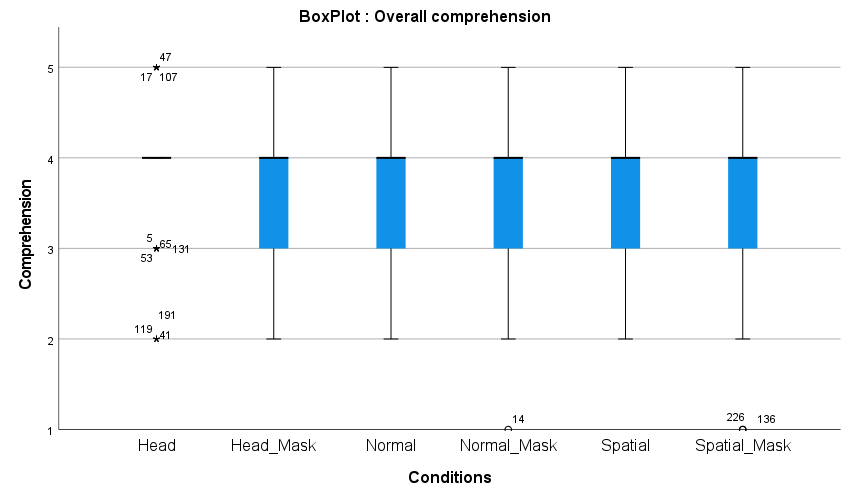 BoxPlot : Overall comprehension
Comprehension
5
4
3
2
1
47
17 107
5
65
131
53
191
119
41
14
226
136
Head
Head_Mask
Normal
Normal_Mask
Spatial
Spatial_Mask
Conditions